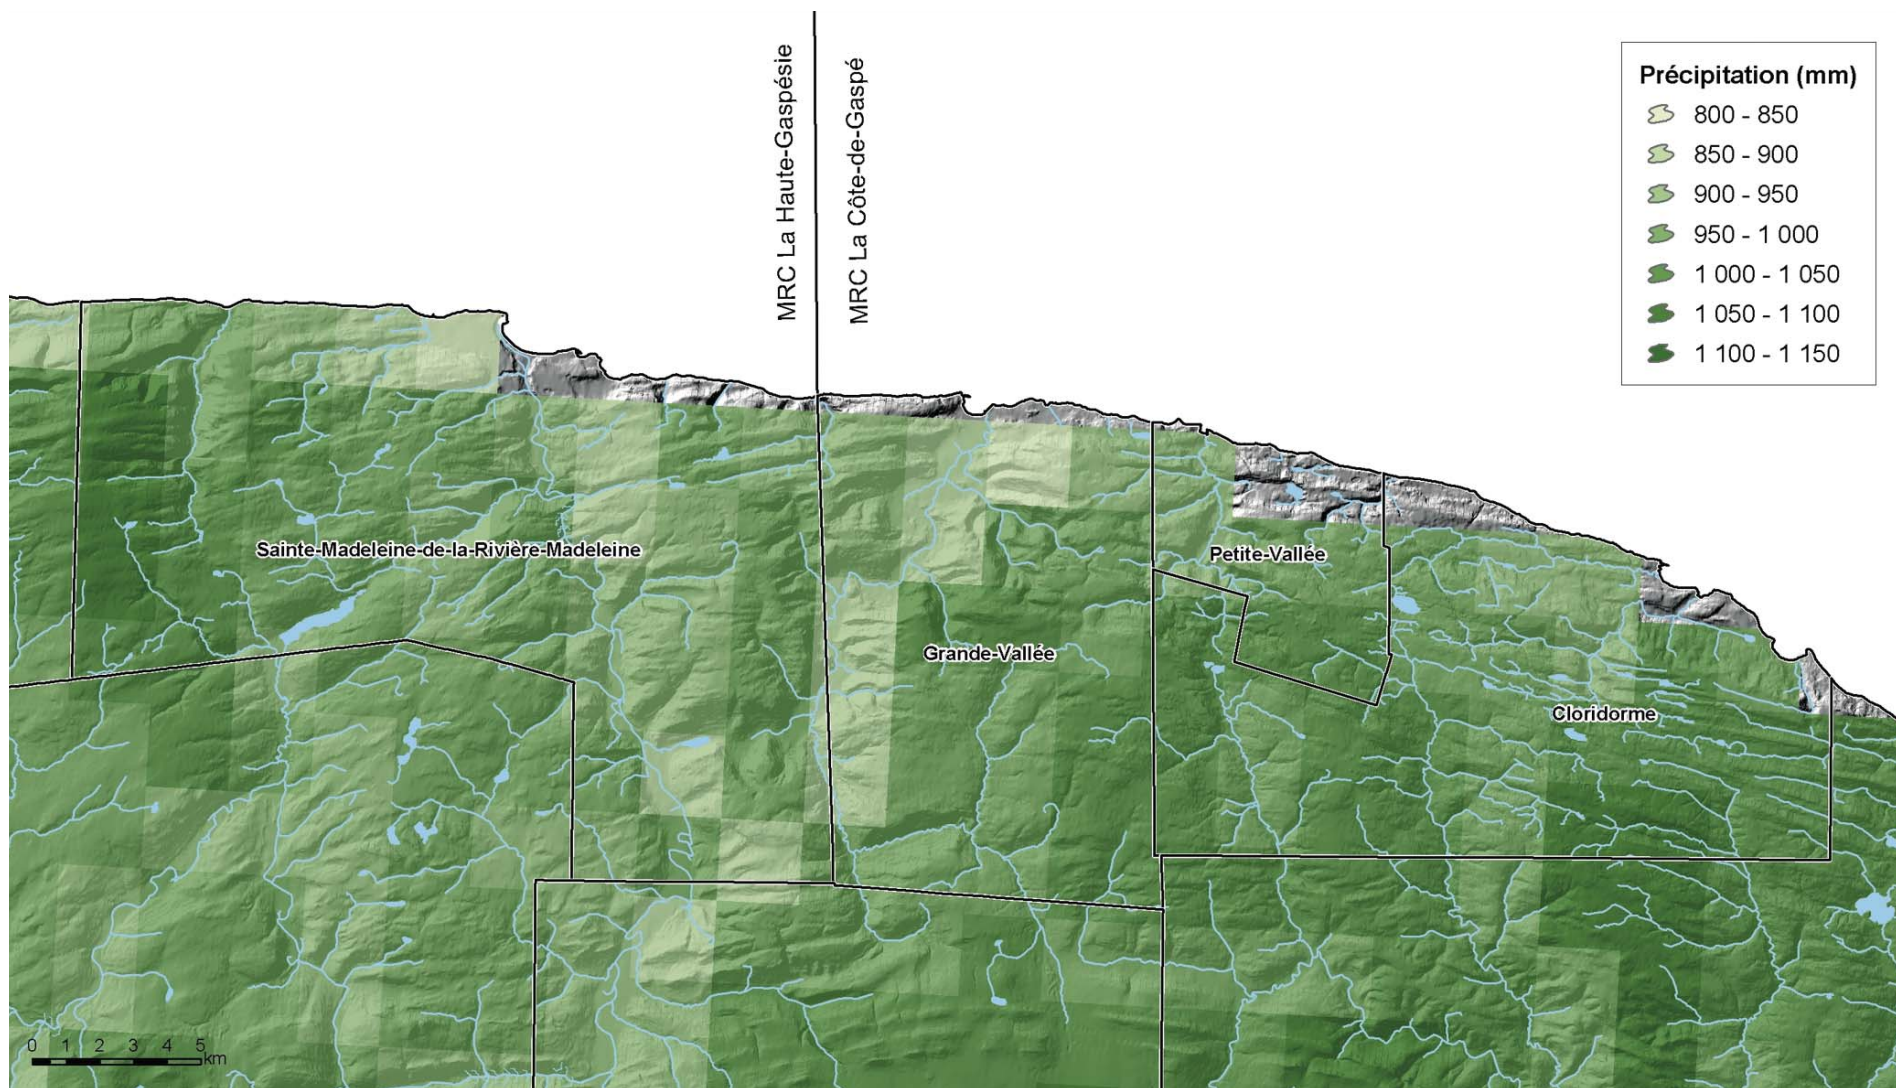 MRC La Haute-Gaspésie
MRC La Côte-de-Gaspé
Précipitation (mm)
800 - 850
850 - 900
900 - 950
950 - 1 000
1 000 - 1 050
1 050 - 1 100
1 100 - 1 150
Sainte-Madeleine-de-la-Rivière-Madeleine
Petite-Vallée
Grande-Vallée
Cloridorme
0 1 2 3 4 5
km